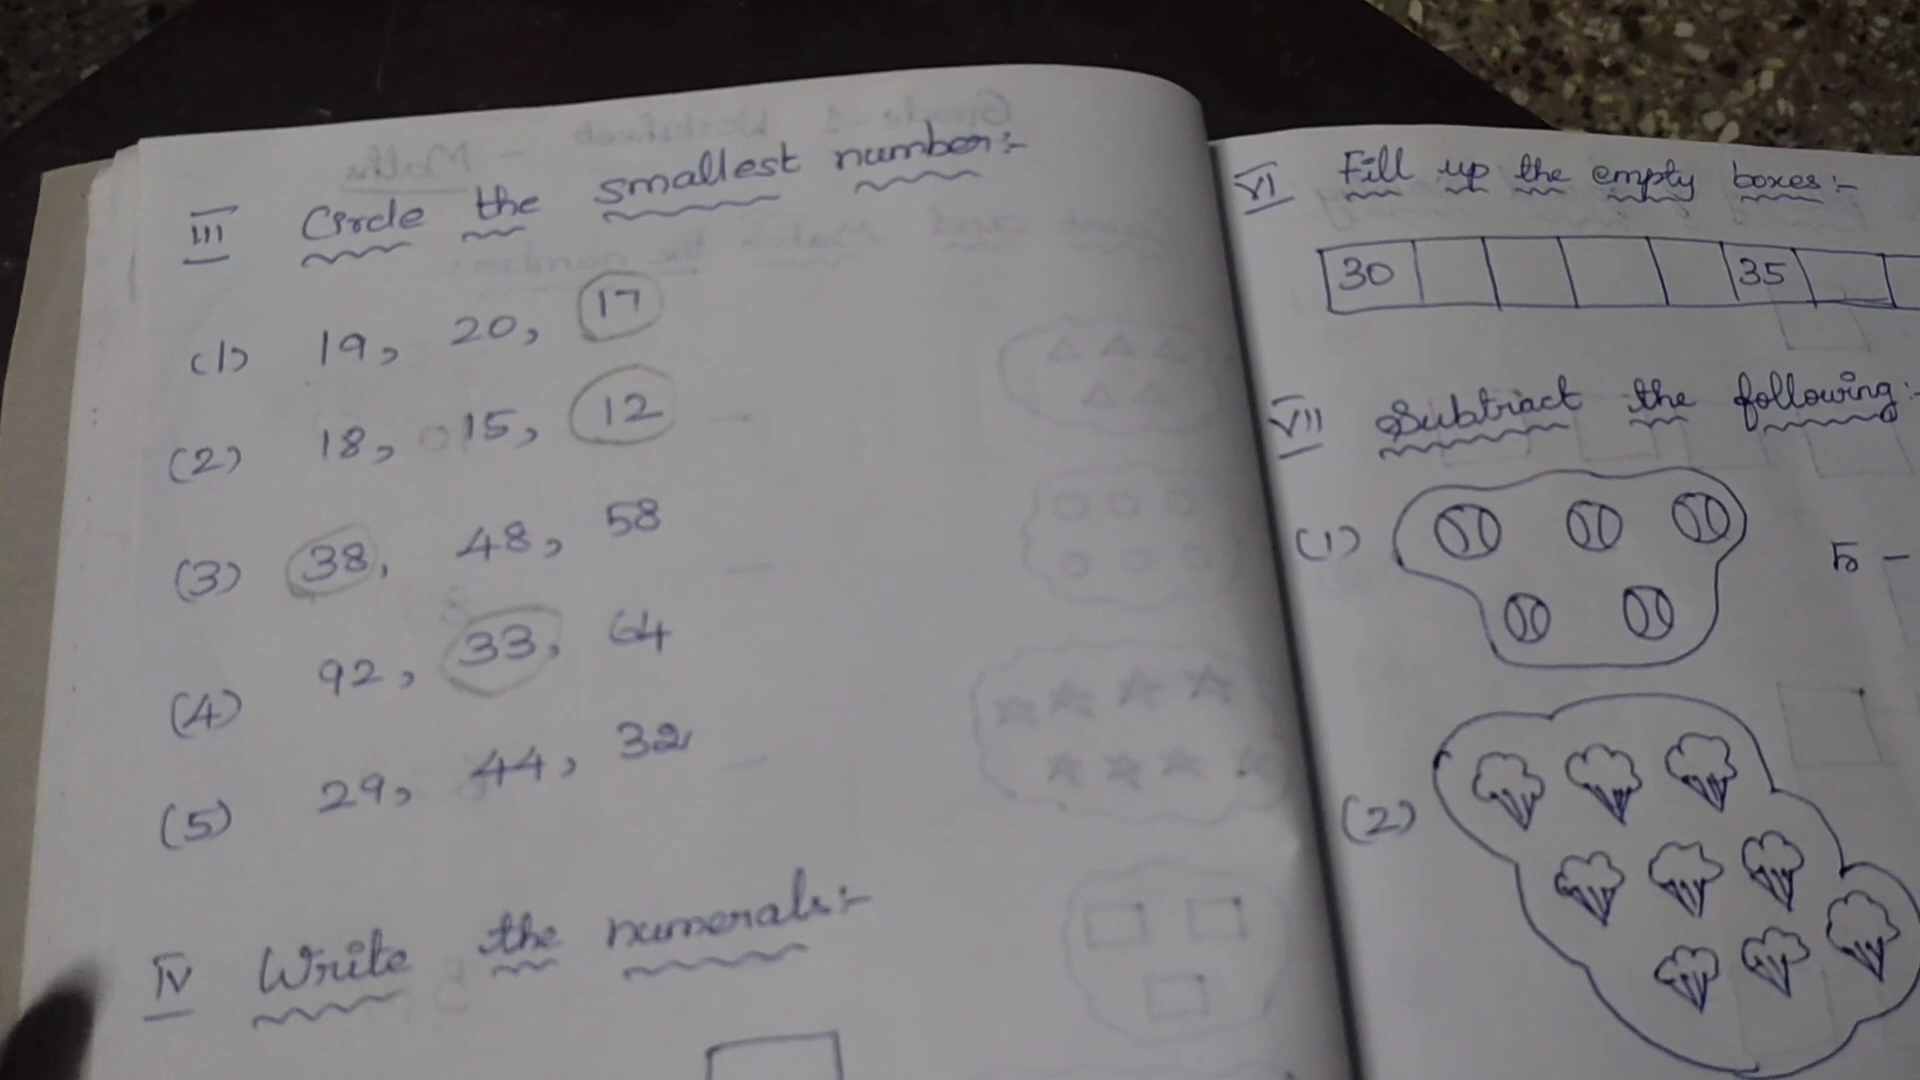 III Circle the smallest number:-
(1) 19, 20, 17
(2) 18, 15, 12
(3) 38, 48, 58
(4) 92, 33, 64
(5) 29, 44, 32
IV Write the numerals:-
VI Fill up the empty boxes:-
30 35
VII Subtract the following:-
(1) 5 -
(2)